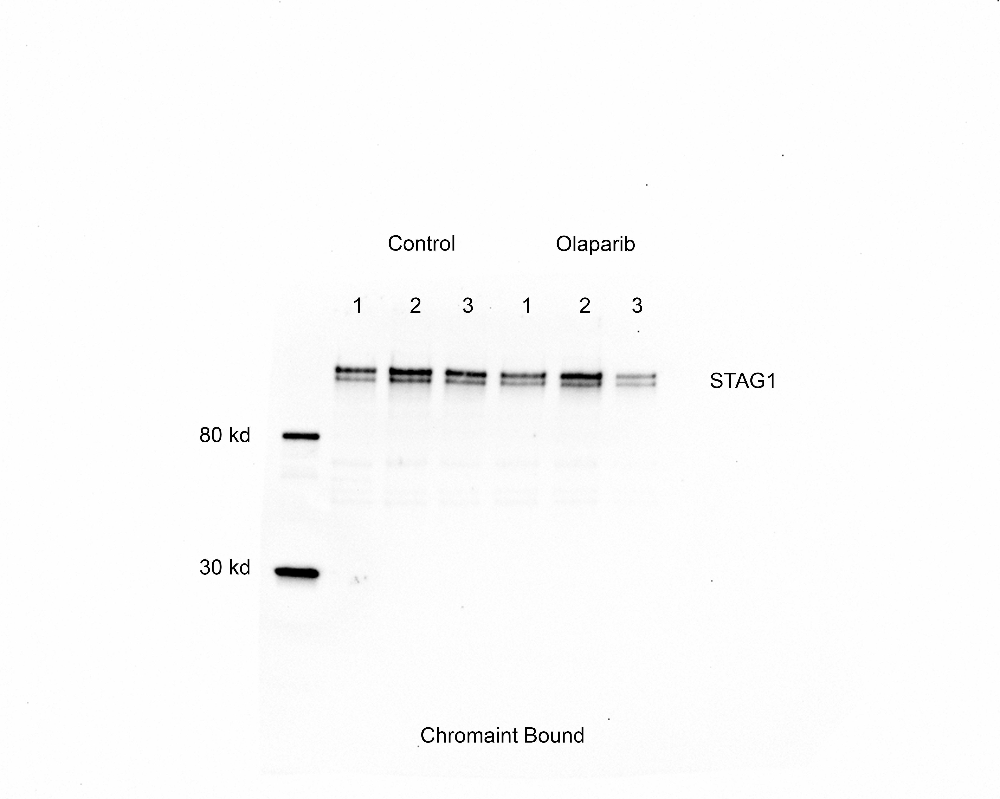 Control Olaparib
1 2 3 1 2 3
STAG1
80 kd
30 kd
Chromaint Bound